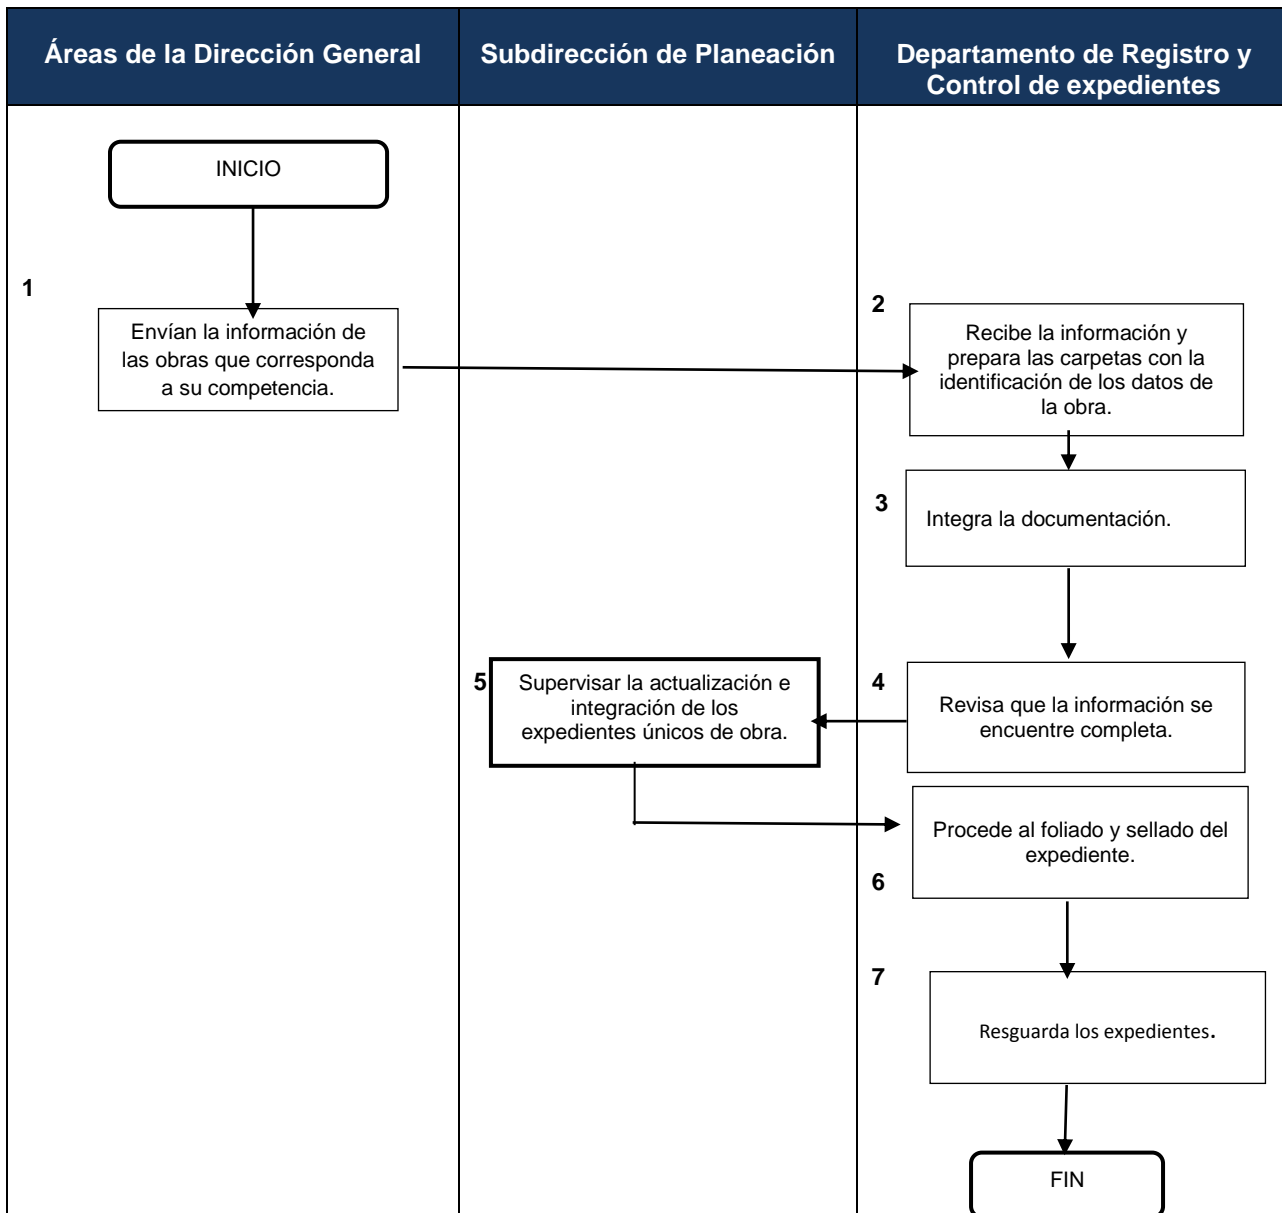 Áreas de la Dirección General
Subdirección de Planeación
Departamento de Registro y
Control de expedientes
INICIO
1
Envían la información de
las obras que corresponda
a su competencia.
2
Recibe la información y
prepara las carpetas con la
identificación de los datos de
la obra.
3
Integra la documentación.
4
Revisa que la información se
encuentre completa.
5
Supervisar la actualización e
integración de los
expedientes únicos de obra.
Procede al foliado y sellado del
expediente.
6
7
Resguarda los expedientes.
FIN